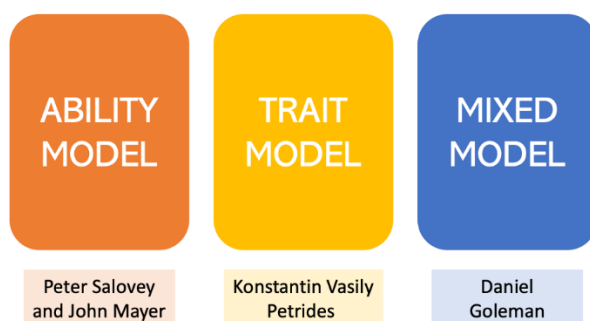 ABILITY
MODEL
TRAIT
MODEL
MIXED
MODEL
Peter Salovey
and John Mayer
Konstantin Vasily
Petrides
Daniel
Goleman